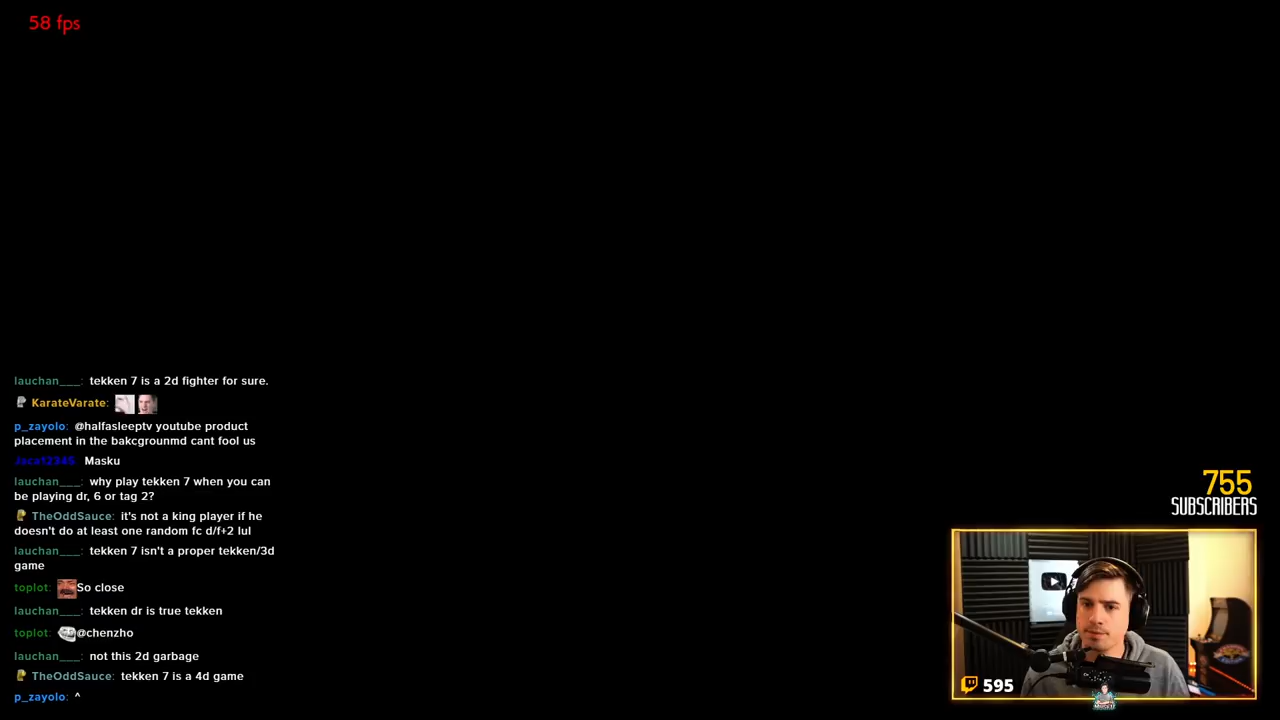 58 fps
lauchan___: tekken 7 is a 2d fighter for sure.
KarateVarate:
p_zayolo: @halfasleeptv youtube product
placement in the bakcgrounmd cant fool us
Masku
lauchan___: why play tekken 7 when you can
be playing dr, 6 or tag 2?
TheOddSauce: it's not a king player if he
doesn't do at least one random fc d/f+2 lul
lauchan___: tekken 7 isn't a proper tekken/3d
game
toplot: So close
lauchan___: tekken dr is true tekken
toplot: @chenzho
lauchan___: not this 2d garbage
TheOddSauce: tekken 7 is a 4d game
p_zayolo: ^
755
SUBSCRIBERS
595